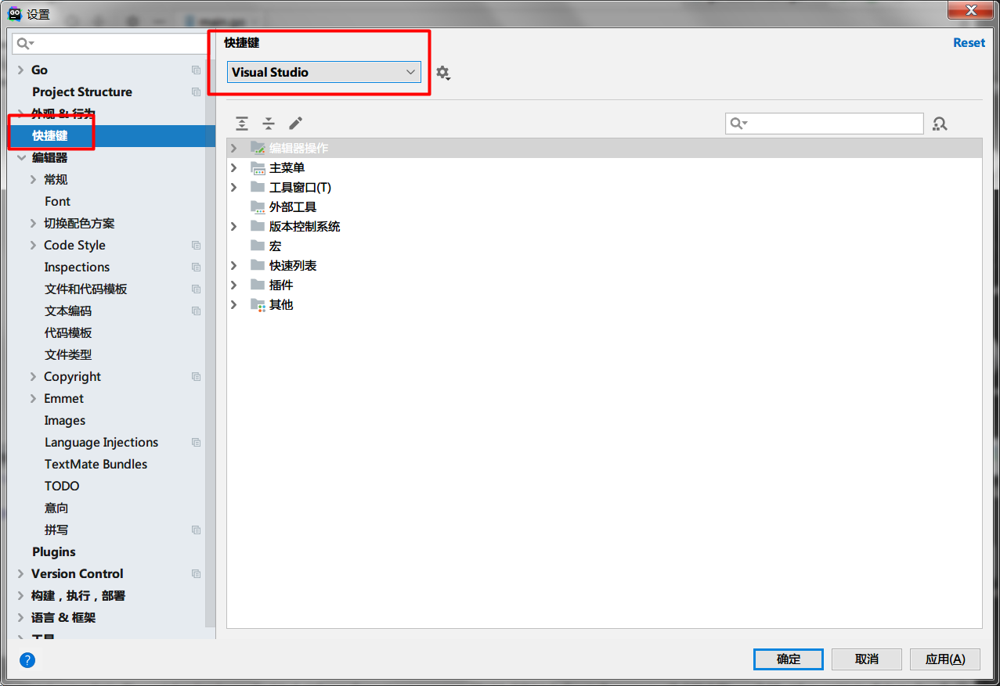 设置
main.go
快捷键
Reset
Visual Studio
Go
Project Structure
外观 & 行为
快捷键
编辑器
常规
Font
切换配色方案
Code Style
Inspections
文件和代码模板
文本编码
代码模板
文件类型
Copyright
Emmet
Images
Language Injections
TextMate Bundles
TODO
意向
拼写
Plugins
Version Control
构建，执行，部署
语言 & 框架
工具
编辑器操作
主菜单
工具窗口(T)
外部工具
版本控制系统
宏
快速列表
插件
其他
?
确定
取消
应用(A)